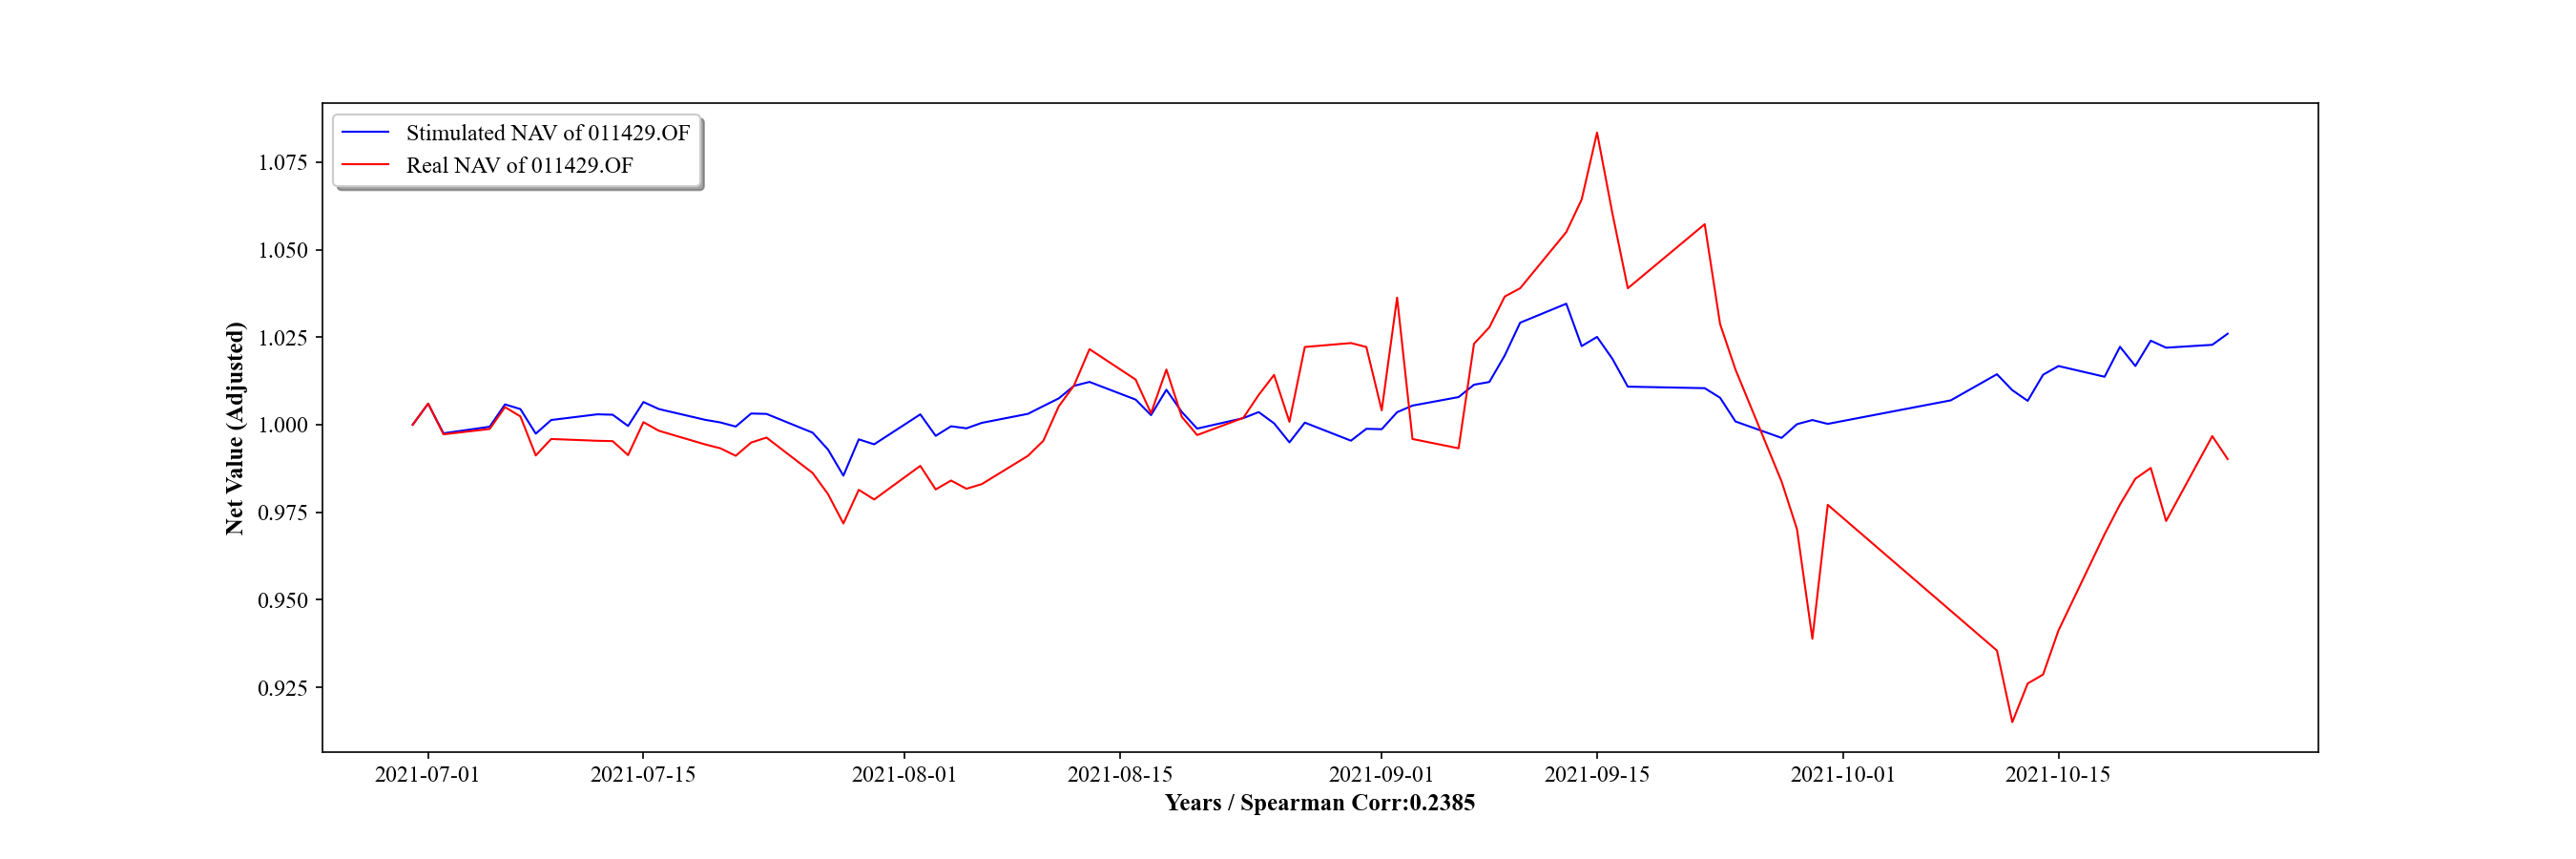 Stimulated NAV of 011429.OF
Real NAV of 011429.OF
1.075
1.050
1.025
1.000
0.975
0.950
0.925
Net Value (Adjusted)
2021-07-01 2021-07-15 2021-08-01 2021-08-15 2021-09-01 2021-09-15 2021-10-01 2021-10-15
Years / Spearman Corr:0.2385